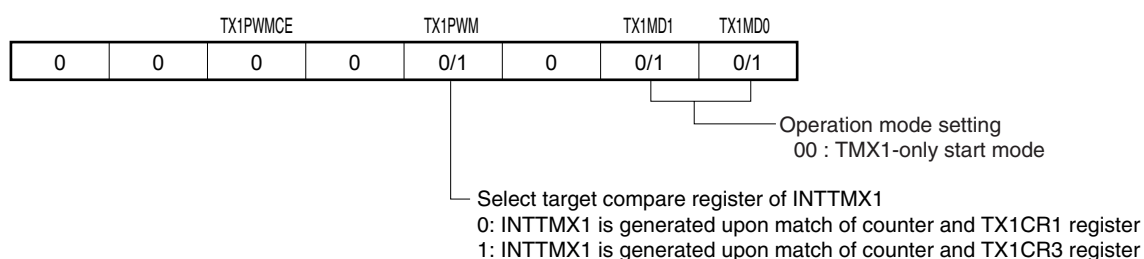 TX1PWMCE TX1PWM TX1MD1 TX1MD0
0 0 0 0 0/1 0 0/1 0/1
Operation mode setting
00 : TMX1-only start mode
Select target compare register of INTTMX1
0: INTTMX1 is generated upon match of counter and TX1CR1 register
1: INTTMX1 is generated upon match of counter and TX1CR3 register